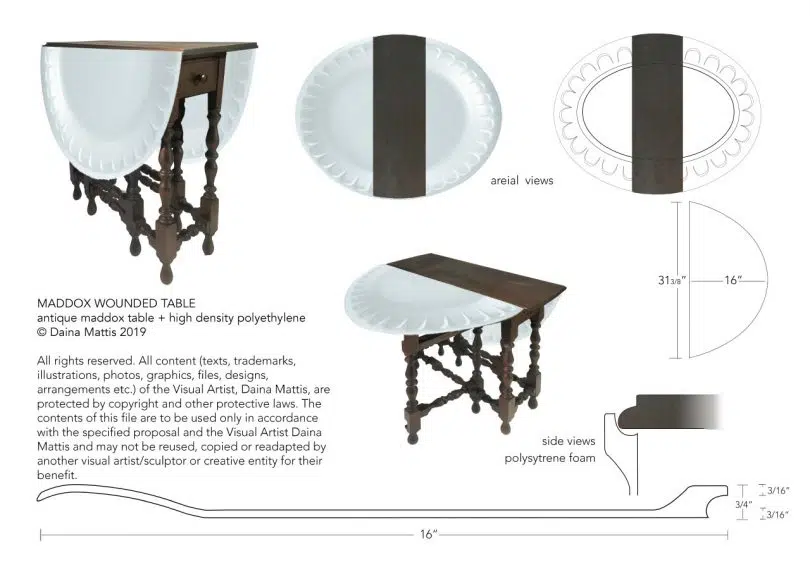 areial views
31 3/8"
16"
MADDOX WOUNDED TABLE
antique maddox table + high density polyethylene
© Daina Mattis 2019
All rights reserved. All content (texts, trademarks,
illustrations, photos, graphics, files, designs,
arrangements etc.) of the Visual Artist, Daina Mattis, are
protected by copyright and other protective laws. The
contents of this file are to be used only in accordance
with the specified proposal and the Visual Artist Daina
Mattis and may not be reused, copied or readapted by
another visual artist/sculptor or creative entity for their
benefit.
side views
polysytrene foam
3/16"
3/4"
3/16"
16"